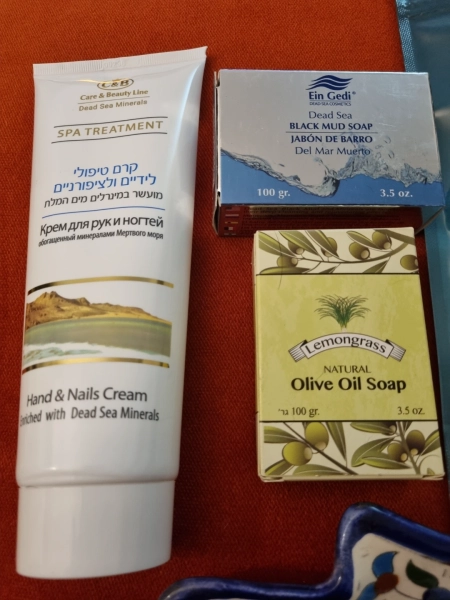 C&B
Care & Beauty Line
Dead Sea Minerals
SPA TREATMENT
קרם טיפולי
לידיים ולציפורניים
מועשר במינרלים מים המלח
Крем для рук и ногтей
обогащенный минералами Мертвого моря
Hand & Nails Cream
Enriched with Dead Sea Minerals
Ein Gedi®
DEAD SEA COSMETICS
Dead Sea
BLACK MUD SOAP
JABÓN DE BARRO
Del Mar Muerto
100 gr. 3.5 oz.
Lemongrass
NATURAL
Olive Oil Soap
גר' 100 gr. 3.5 oz.